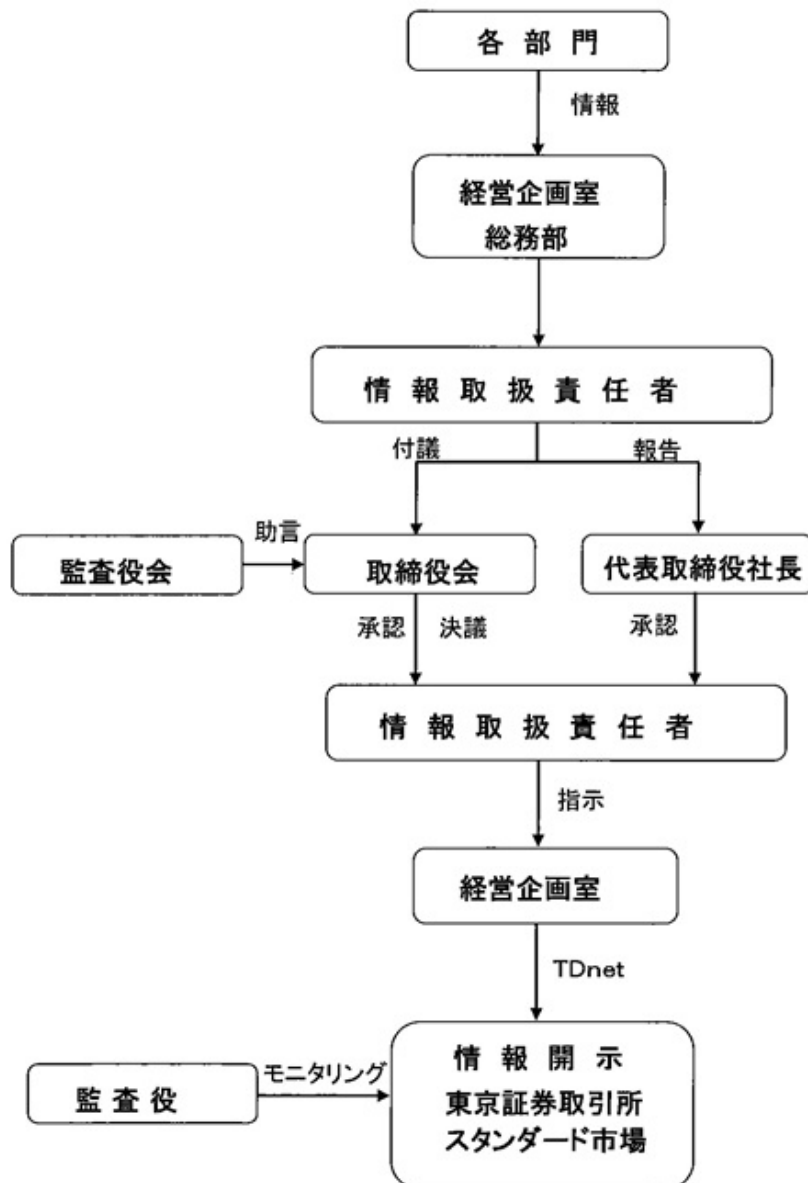 各部門
情報
経営企画室
総務部
情報取扱責任者
付議
報告
監査役会
助言
取締役会
代表取締役社長
承認
決議
承認
情報取扱責任者
指示
経営企画室
TDnet
監査役
モニタリング
情報開示
東京証券取引所
スタンダード市場